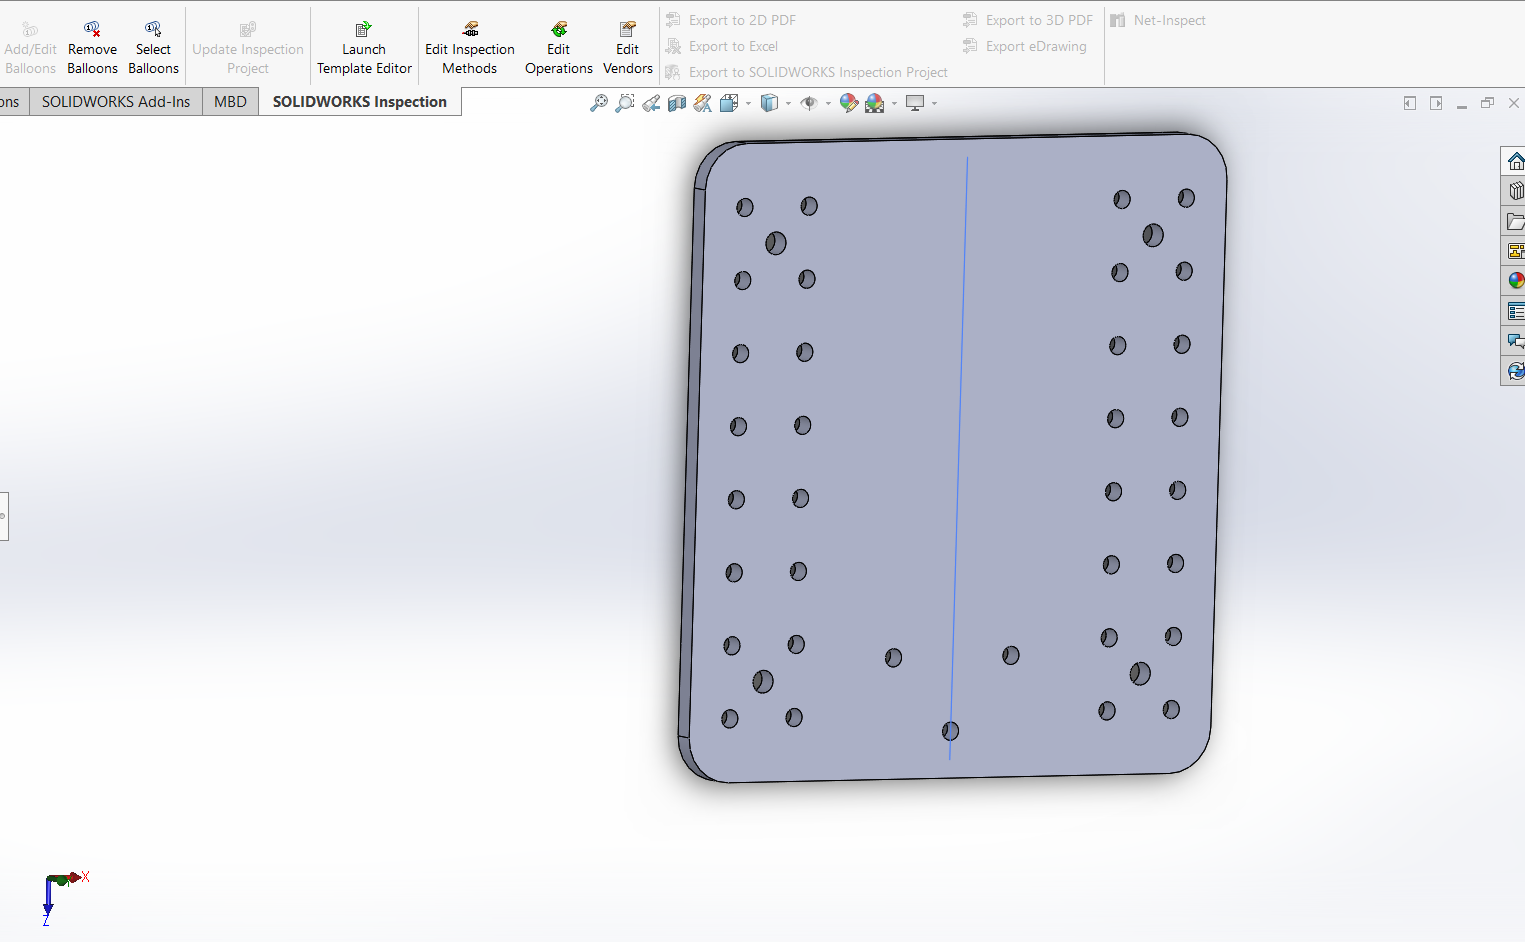 Add/Edit
Balloons
Remove
Balloons
Select
Balloons
Update Inspection
Project
Launch
Template Editor
Edit Inspection
Methods
Edit
Operations
Edit
Vendors
Export to 2D PDF
Export to Excel
Export to SOLIDWORKS Inspection Project
Export to 3D PDF
Export eDrawing
Net-Inspect
ons
SOLIDWORKS Add-Ins
MBD
SOLIDWORKS Inspection
X
Z